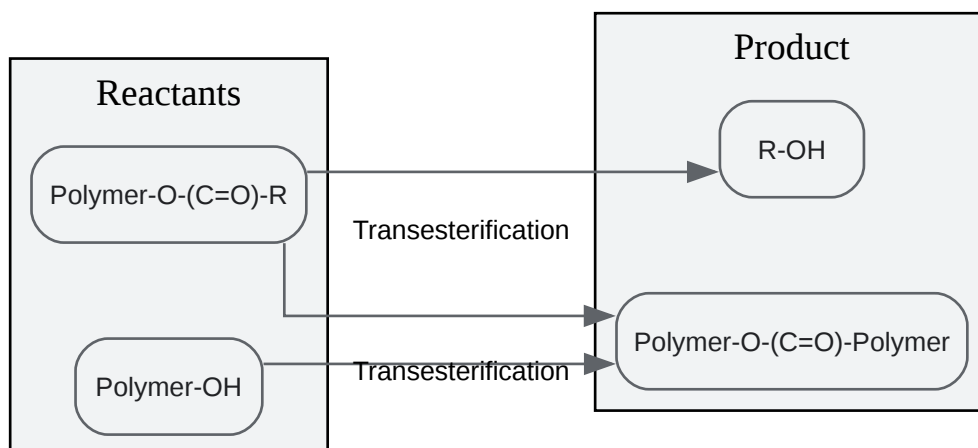 Reactants
Polymer-O-(C=O)-R
Polymer-OH
Transesterification
Transesterification
Product
R-OH
Polymer-O-(C=O)-Polymer